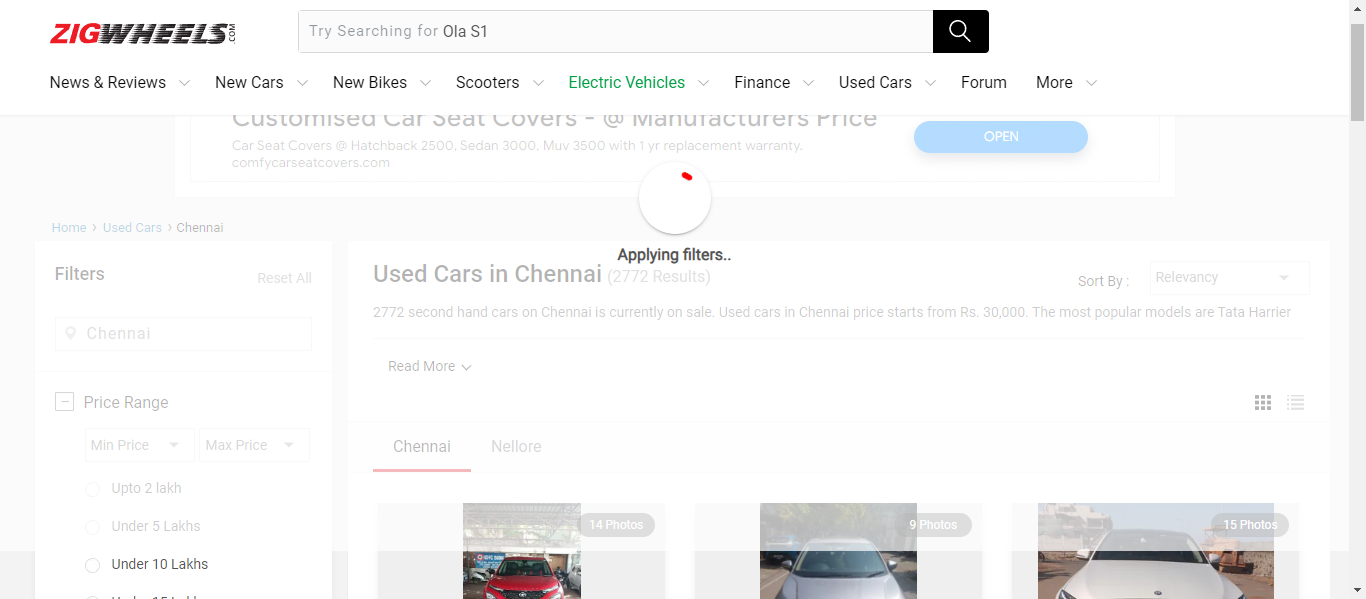 ZIGWHEELS.COM
Try Searching for Ola S1
News & Reviews
New Cars
New Bikes
Scooters
Electric Vehicles
Finance
Used Cars
Forum
More
Customised Car Seat Covers - @ Manufacturers Price
Car Seat Covers @ Hatchback 2500, Sedan 3000, Muv 3500 with 1 yr replacement warranty.
comfycarseatcovers.com
OPEN
Home › Used Cars › Chennai
Applying filters..
Filters
Reset All
Chennai
Price Range
Min Price
Max Price
Upto 2 lakh
Under 5 Lakhs
Under 10 Lakhs
Used Cars in Chennai (2772 Results)
Sort By :
Relevancy
2772 second hand cars on Chennai is currently on sale. Used cars in Chennai price starts from Rs. 30,000. The most popular models are Tata Harrier
Read More
Chennai
Nellore
14 Photos
9 Photos
15 Photos